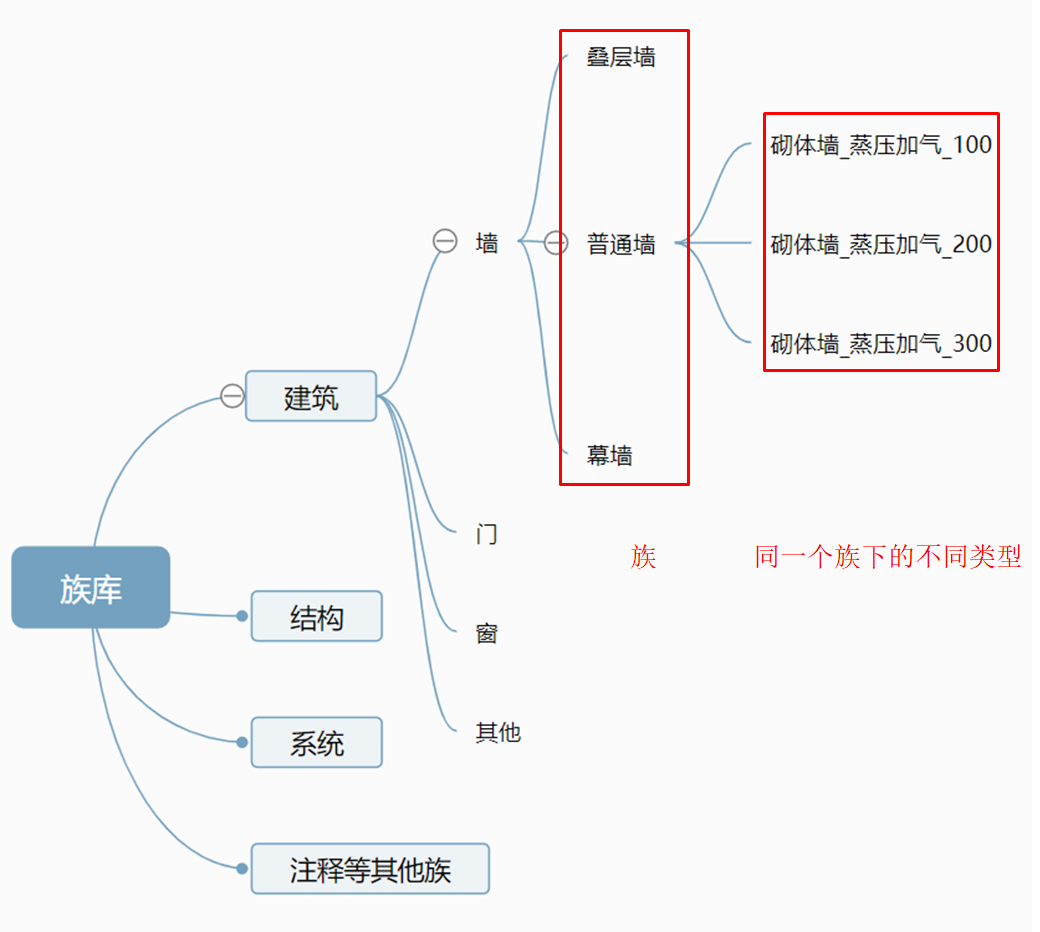 叠层墙
砌体墙_蒸压加气_100
墙
普通墙
砌体墙_蒸压加气_200
砌体墙_蒸压加气_300
建筑
幕墙
门
族
同一个族下的不同类型
族库
结构
窗
系统
其他
注释等其他族